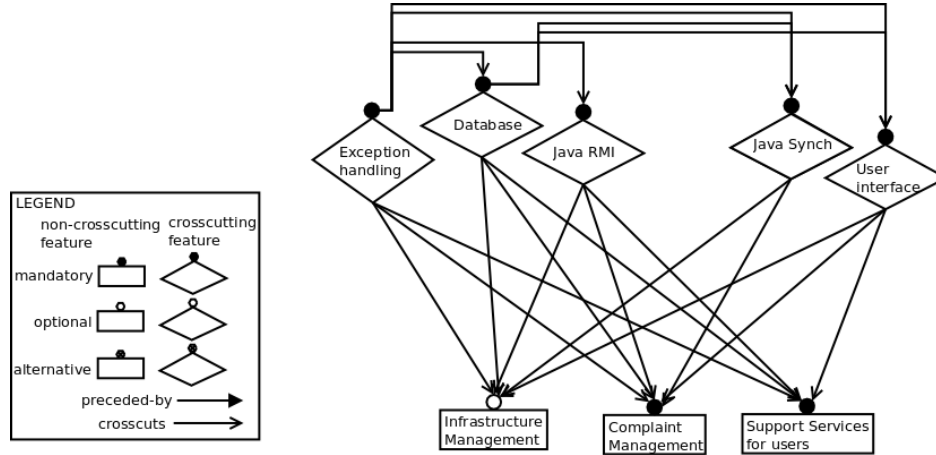 Exception
handling
Database
Java RMI
Java Synch
User
interface
LEGEND
non-crosscutting
feature
crosscutting
feature
mandatory
optional
alternative
preceded-by
crosscuts
Infrastructure
Management
Complaint
Management
Support Services
for users